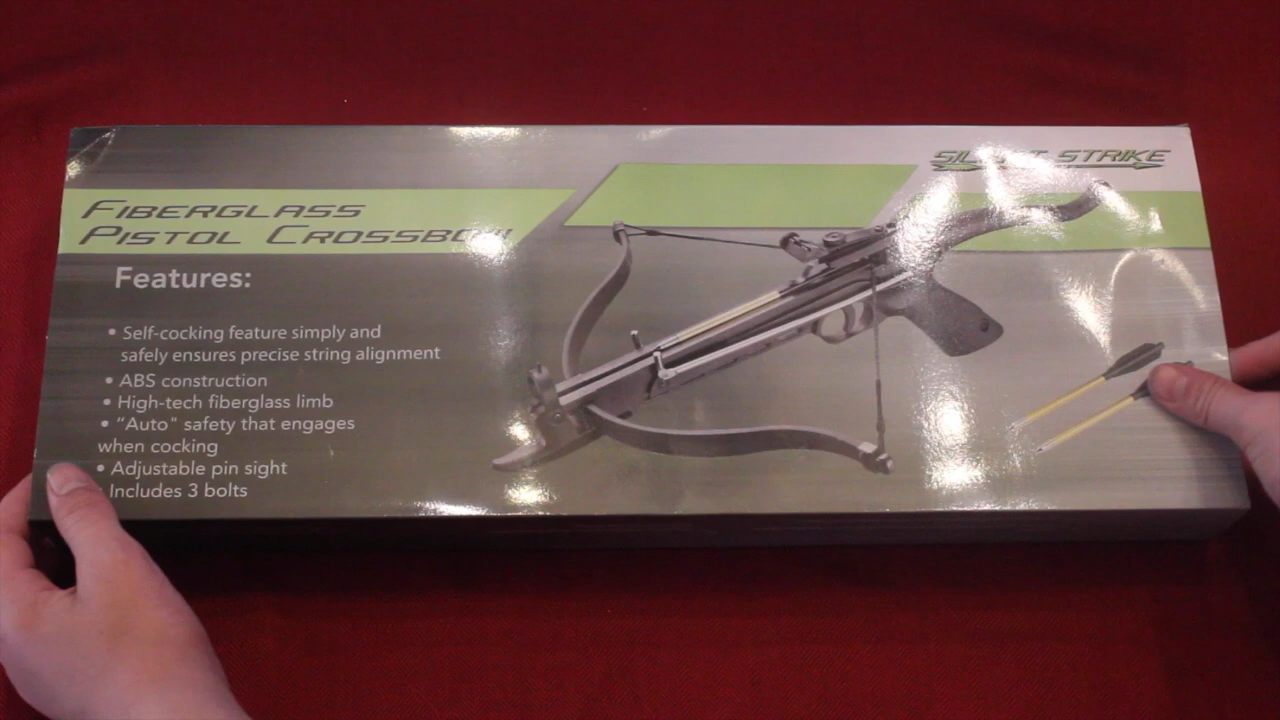 STRIKE
FIBERGLASS
PISTOL CROSSBOW
Features:
• Self-cocking feature simply and
safely ensures precise string alignment
• ABS construction
• High-tech fiberglass limb
• "Auto" safety that engages
when cocking
• Adjustable pin sight
• Includes 3 bolts